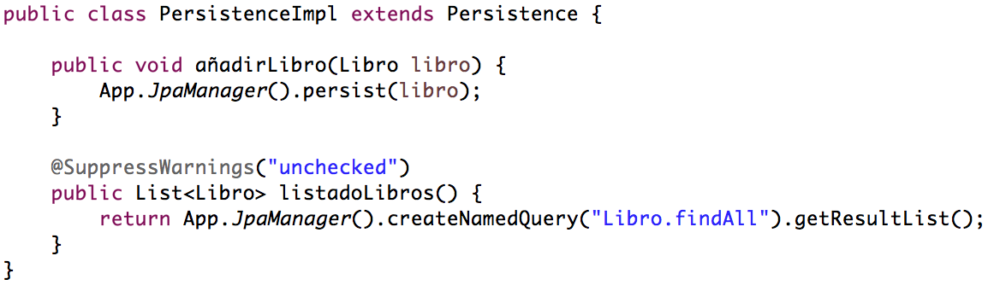 public class PersistenceImpl extends Persistence {
public void añadirLibro(Libro libro) {
App.JpaManager().persist(libro);
}
@SuppressWarnings("unchecked")
public List<Libro> listadoLibros() {
return App.JpaManager().createNamedQuery("Libro.findAll").getResultList();
}
}